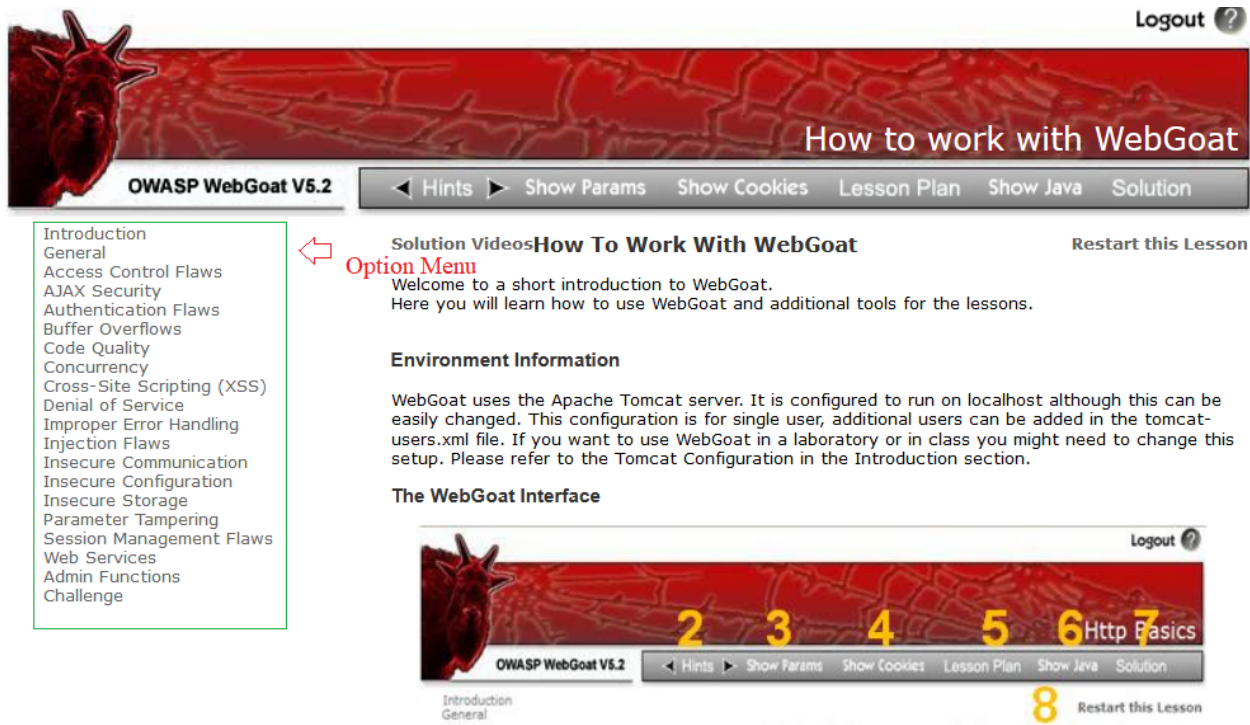 Logout ?
How to work with WebGoat
OWASP WebGoat V5.2
Hints Show Params Show Cookies Lesson Plan Show Java Solution
Introduction
General
Access Control Flaws
AJAX Security
Authentication Flaws
Buffer Overflows
Code Quality
Concurrency
Cross-Site Scripting (XSS)
Denial of Service
Improper Error Handling
Injection Flaws
Insecure Communication
Insecure Configuration
Insecure Storage
Parameter Tampering
Session Management Flaws
Web Services
Admin Functions
Challenge
Option Menu
Solution Videos How To Work With WebGoat Restart this Lesson
Welcome to a short introduction to WebGoat.
Here you will learn how to use WebGoat and additional tools for the lessons.
Environment Information
WebGoat uses the Apache Tomcat server. It is configured to run on localhost although this can be
easily changed. This configuration is for single user, additional users can be added in the tomcat-
users.xml file. If you want to use WebGoat in a laboratory or in class you might need to change this
setup. Please refer to the Tomcat Configuration in the Introduction section.
The WebGoat Interface
Logout ?
2 3 4 5 6 7
Http Basics
OWASP WebGoat V5.2
Hints Show Params Show Cookies Lesson Plan Show Java Solution
Introduction
General
8 Restart this Lesson